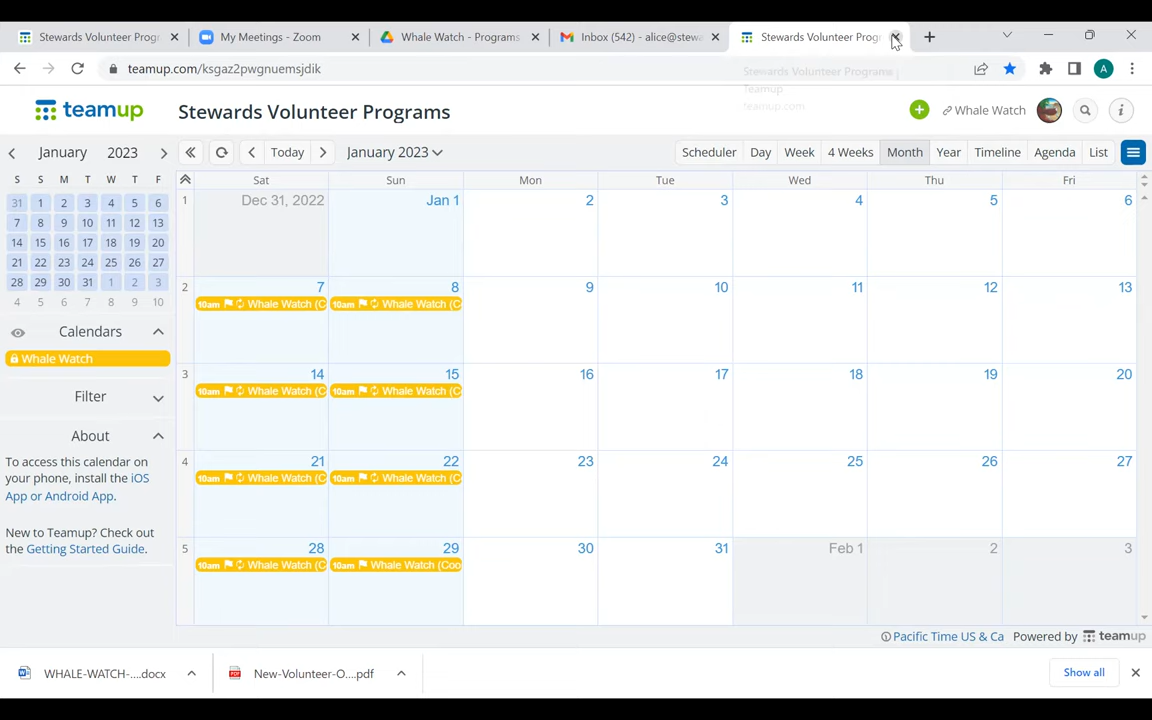 Stewards Volunteer Progr
My Meetings - Zoom
Whale Watch - Programs
Inbox (542) - alice@stewa
Stewards Volunteer Prog
teamup.com/ksgaz2pwgnuemsjdik
A
Stewards Volunteer Programs |
Teamup
teamup.com
teamup
Stewards Volunteer Programs
Whale Watch
January 2023
Today
January 2023
Scheduler Day Week 4 Weeks Month Year Timeline Agenda List
S S M T W T F
31 1 2 3 4 5 6
7 8 9 10 11 12 13
14 15 16 17 18 19 20
21 22 23 24 25 26 27
28 29 30 31 1 2 3
4 5 6 7 8 9 10
Calendars
Whale Watch
Filter
About
To access this calendar on
your phone, install the iOS
App or Android App.
New to Teamup? Check out
the Getting Started Guide.
Sat Sun Mon Tue Wed Thu Fri
1 Dec 31, 2022 Jan 1 2 3 4 5 6
2 7 8 9 10 11 12 13
10am Whale Watch (C 10am Whale Watch (C
3 14 15 16 17 18 19 20
10am Whale Watch (C 10am Whale Watch (C
4 21 22 23 24 25 26 27
10am Whale Watch (C 10am Whale Watch (C
5 28 29 30 31 Feb 1 2 3
10am Whale Watch (C 10am Whale Watch (Coo
Pacific Time US & Ca Powered by teamup
WHALE-WATCH-....docx
PDF
New-Volunteer-O....pdf
Show all